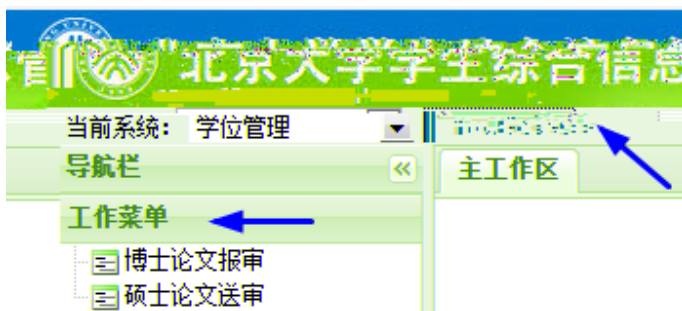 北京大学学生综合信息
当前系统： 学位管理
导航栏
主工作区
工作菜单
博士论文报审
硕士论文送审